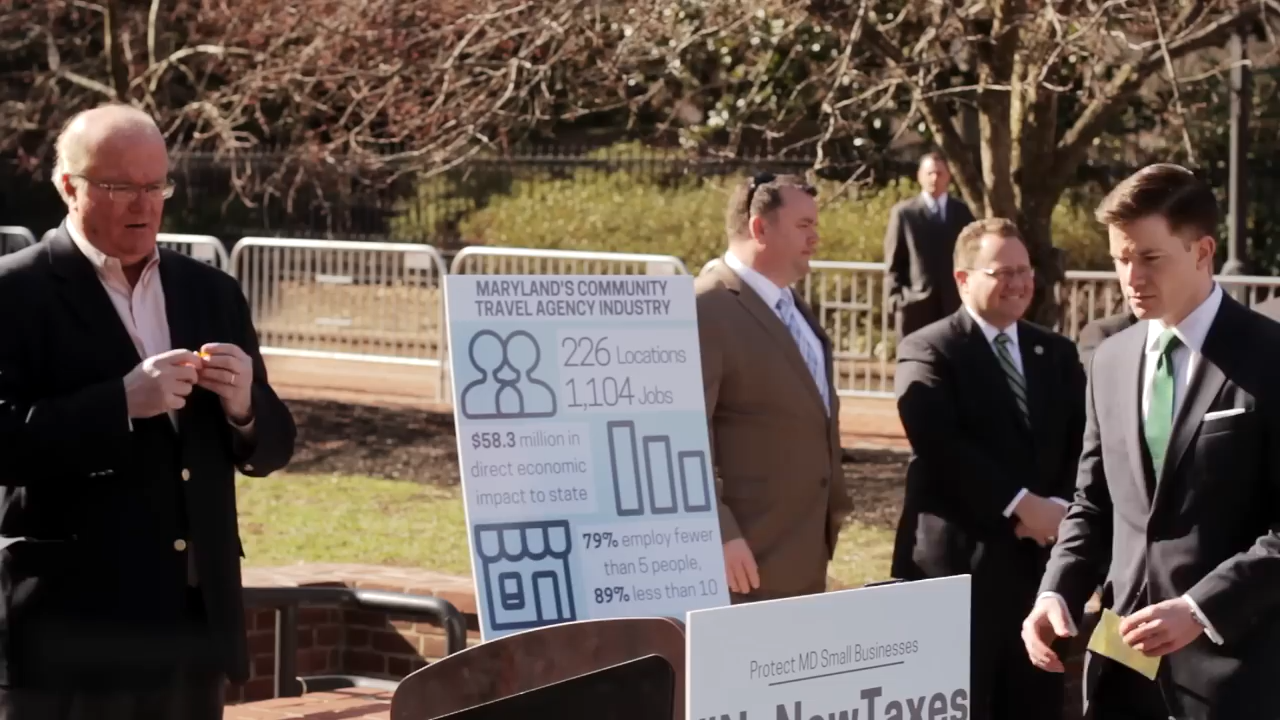 MARYLAND'S COMMUNITY
TRAVEL AGENCY INDUSTRY
226 Locations
1,104 Jobs
$58.3 million in
direct economic
impact to state
79% employ fewer
than 5 people,
89% less than 10
Protect MD Small Businesses
#NoNewTaxes